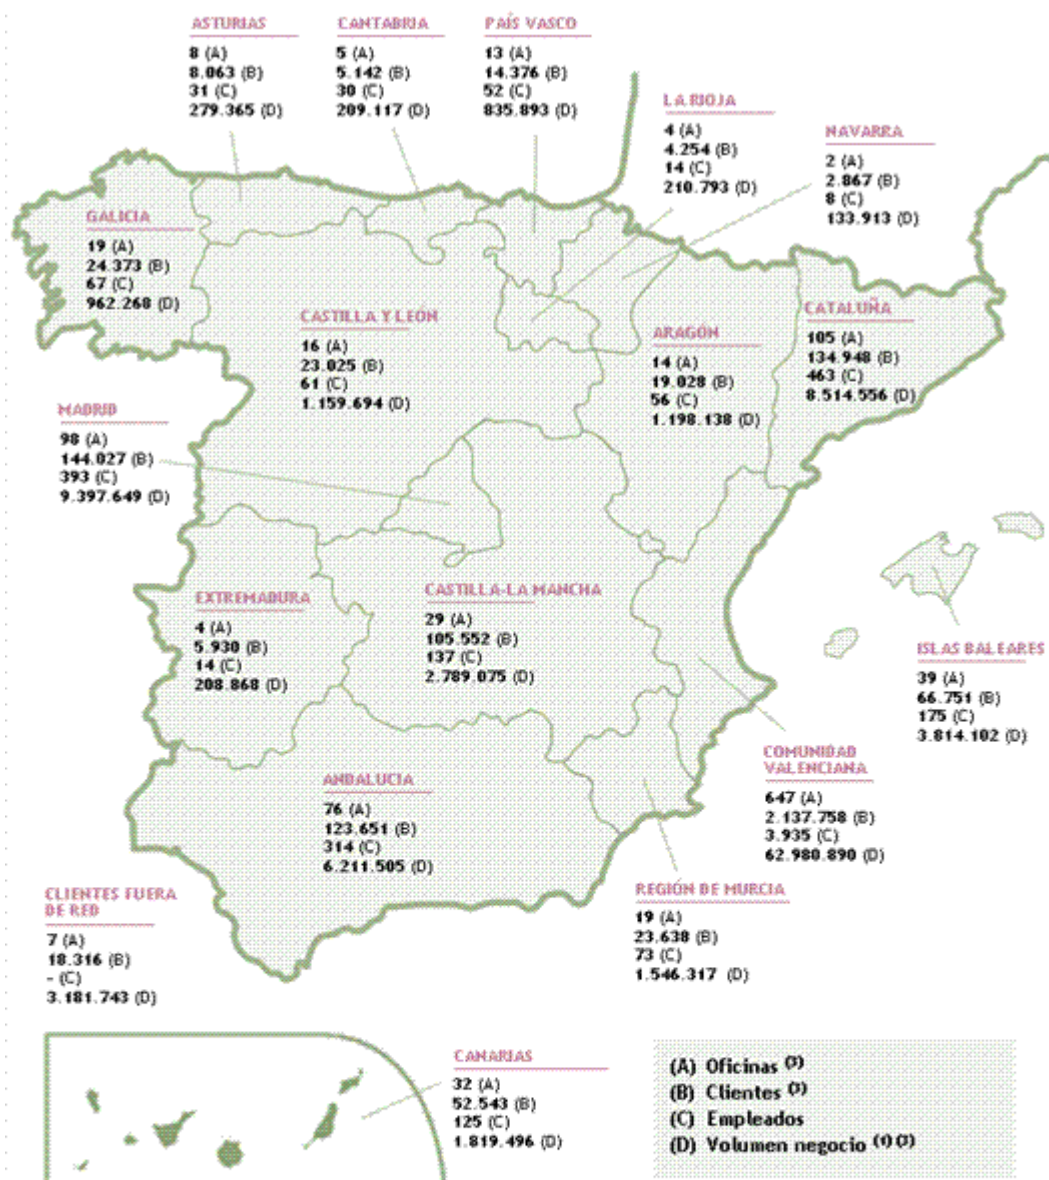 ASTURIAS
8 (A)
8.063 (B)
31 (C)
279.365 (D)
CANTABRIA
5 (A)
5.142 (B)
30 (C)
209.117 (D)
PAÍS VASCO
13 (A)
14.376 (B)
52 (C)
835.893 (D)
LA RIOJA
4 (A)
4.254 (B)
14 (C)
210.793 (D)
NAVARRA
2 (A)
2.867 (B)
8 (C)
133.913 (D)
GALICIA
19 (A)
24.373 (B)
67 (C)
962.268 (D)
CASTILLA Y LEÓN
16 (A)
23.025 (B)
61 (C)
1.159.694 (D)
ARAGÓN
14 (A)
19.028 (B)
56 (C)
1.198.138 (D)
CATALUÑA
105 (A)
134.948 (B)
463 (C)
8.514.556 (D)
MADRID
98 (A)
144.027 (B)
393 (C)
9.397.649 (D)
EXTREMADURA
4 (A)
5.930 (B)
14 (C)
208.868 (D)
CASTILLA-LA MANCHA
29 (A)
105.552 (B)
137 (C)
2.789.075 (D)
ISLAS BALEARES
39 (A)
66.751 (B)
175 (C)
3.814.102 (D)
COMUNIDAD
VALENCIANA
647 (A)
2.137.758 (B)
3.935 (C)
62.980.890 (D)
ANDALUCIA
76 (A)
123.651 (B)
314 (C)
6.211.505 (D)
REGIÓN DE MURCIA
19 (A)
23.638 (B)
73 (C)
1.546.317 (D)
CLIENTES FUERA
DE RED
7 (A)
18.316 (B)
- (C)
3.181.743 (D)
CANARIAS
32 (A)
52.543 (B)
125 (C)
1.819.496 (D)
(A) Oficinas
(B) Clientes
(C) Empleados
(D) Volumen negocio